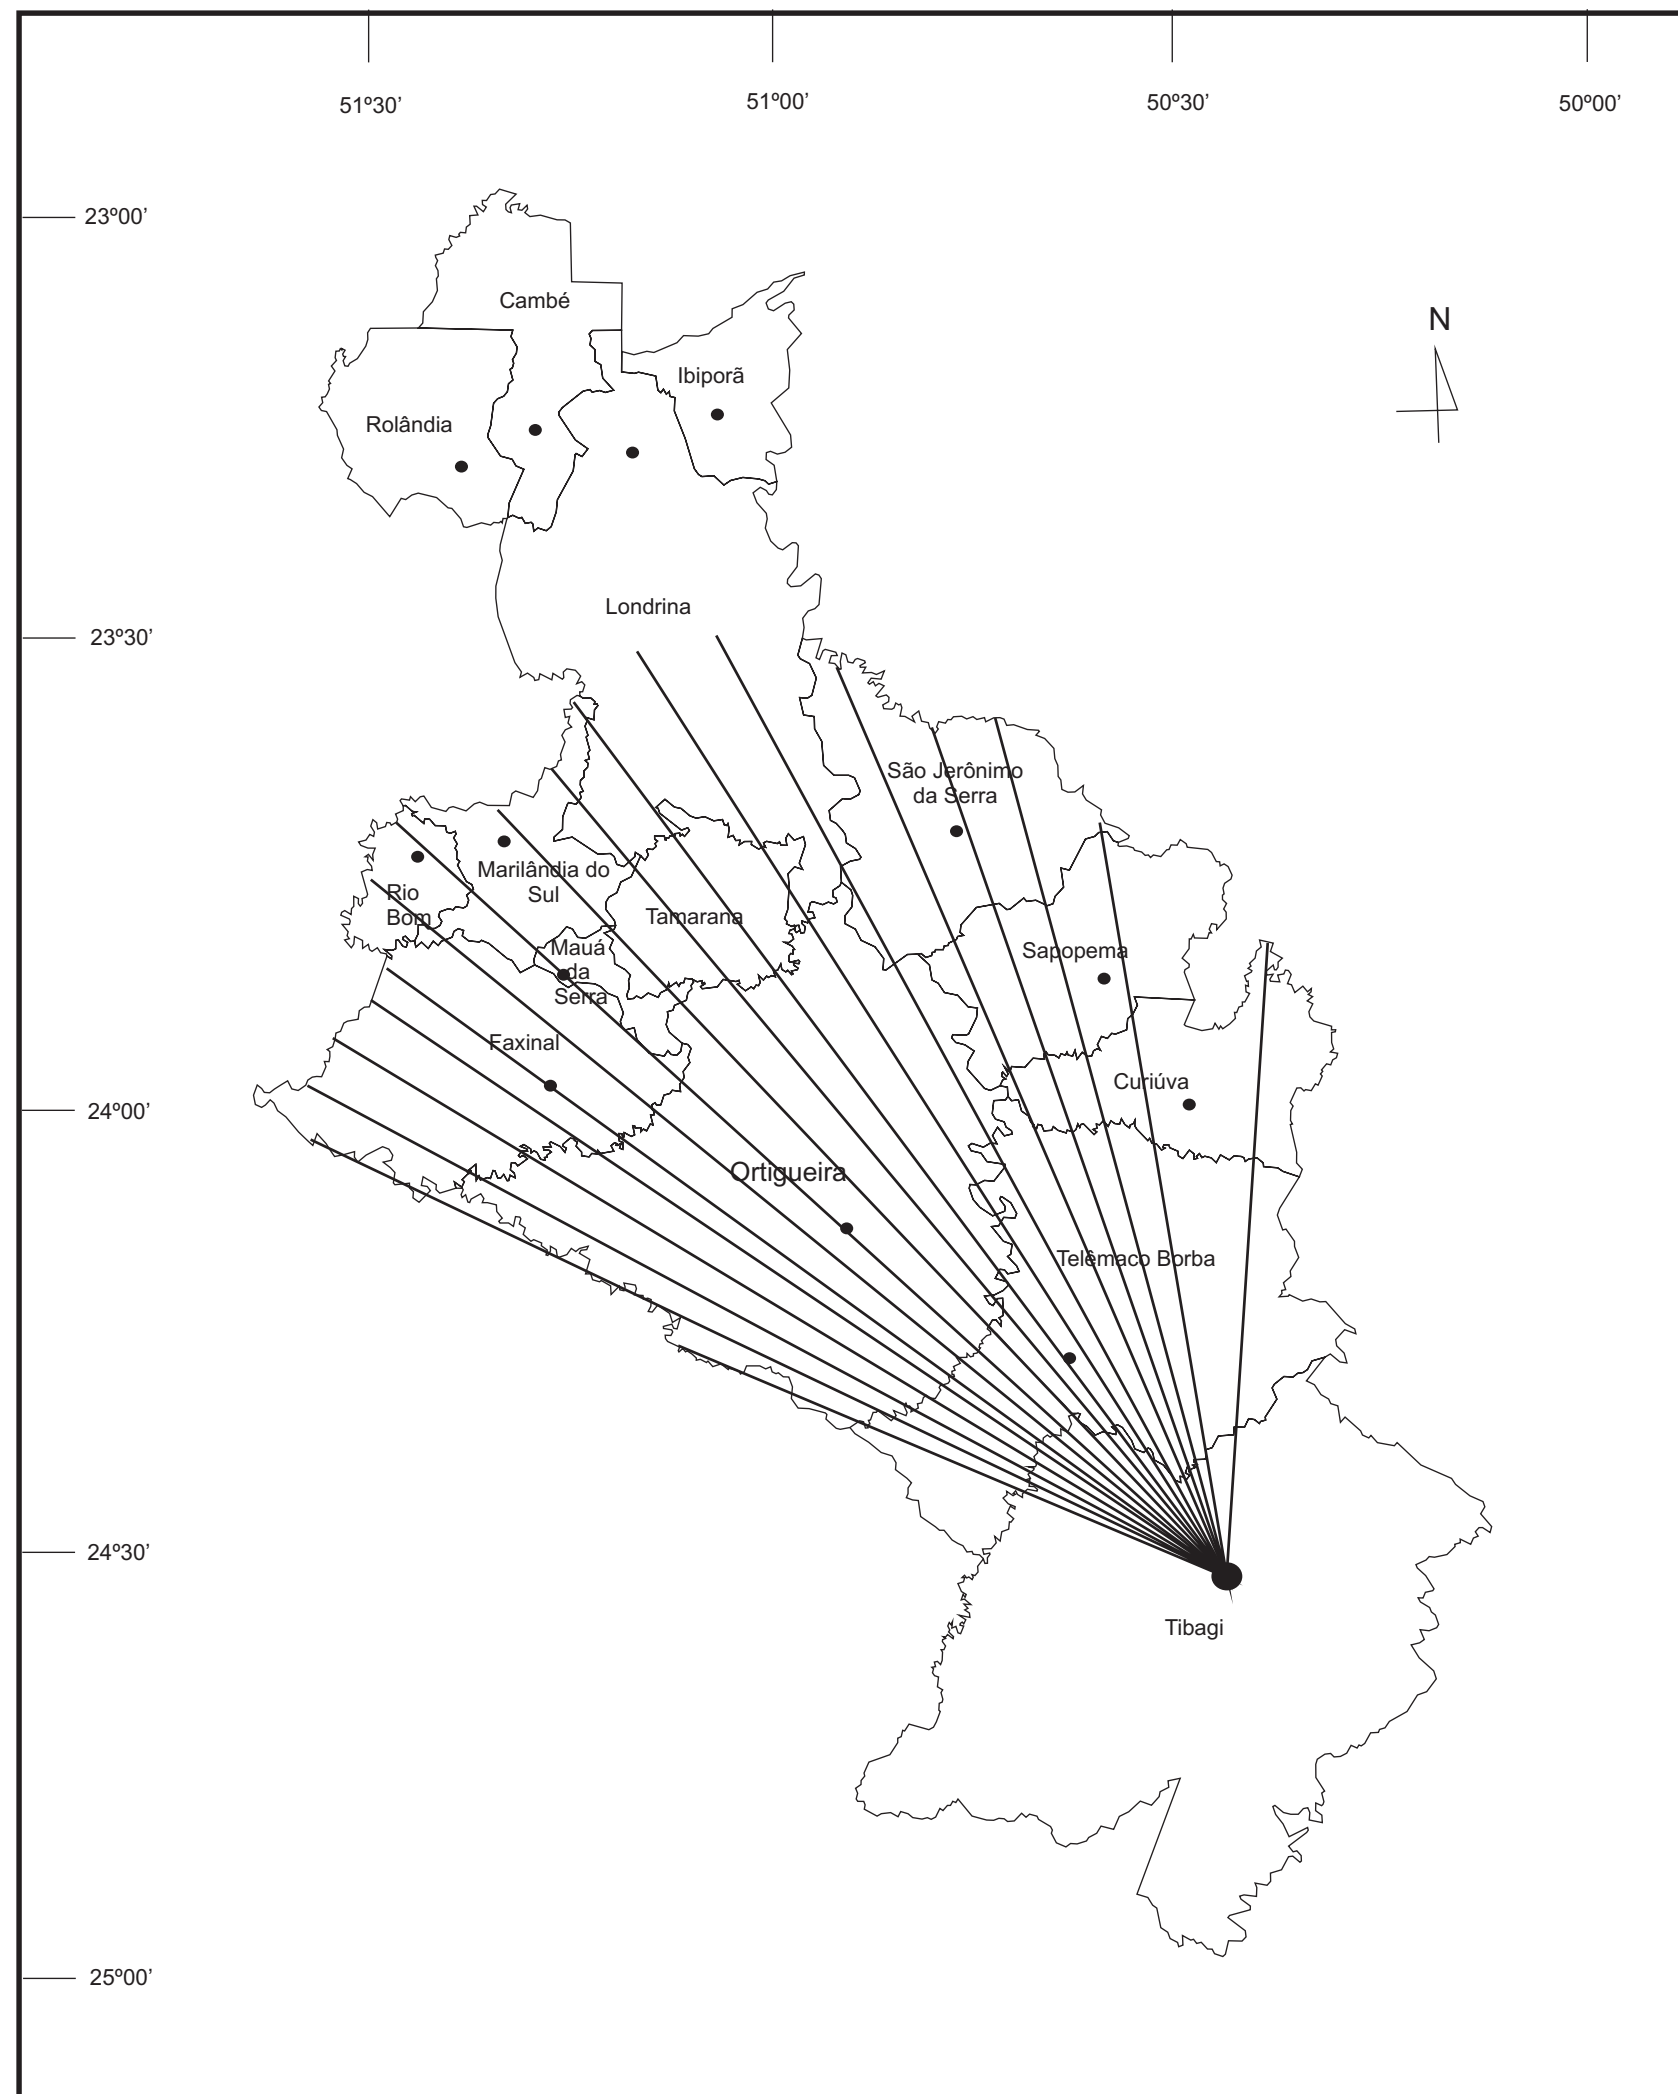 51º30’
51º00’
50º30’
50º00’
23º00’
Cambé
N
Ibiporã
Rolândia
Londrina
23º30’
São Jerônimo
da Serra
Marilândia do
Sul
Rio
Bom
Tamarana
Mauá
da
Serra
Sapopema
Faxinal
Curiúva
24º00’
Ortigueira
Telêmaco Borba
24º30’
Tibagi
25º00’